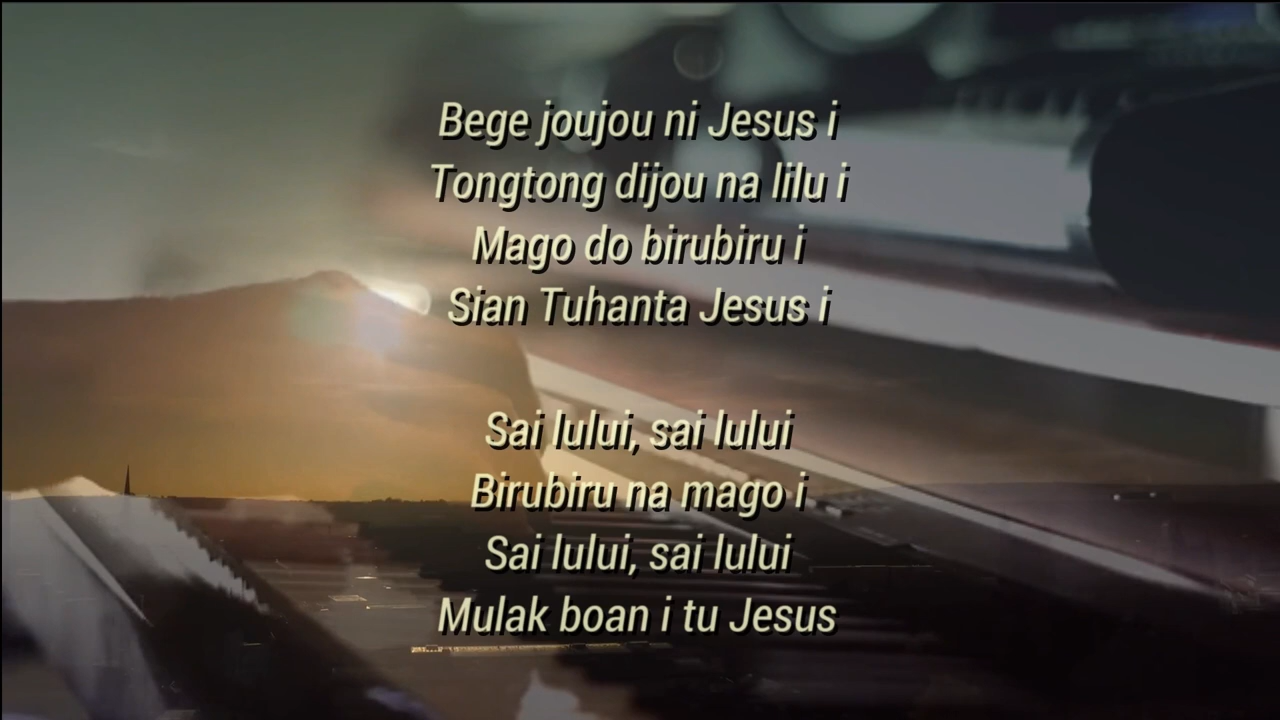 Bege joujou ni Jesus i
Tongtong dijou na lilu i
Mago do birubiru i
Sian Tuhanta Jesus i
Sai lului, sai lului
Birubiru na mago i
Sai lului, sai lului
Mulak boan i tu Jesus